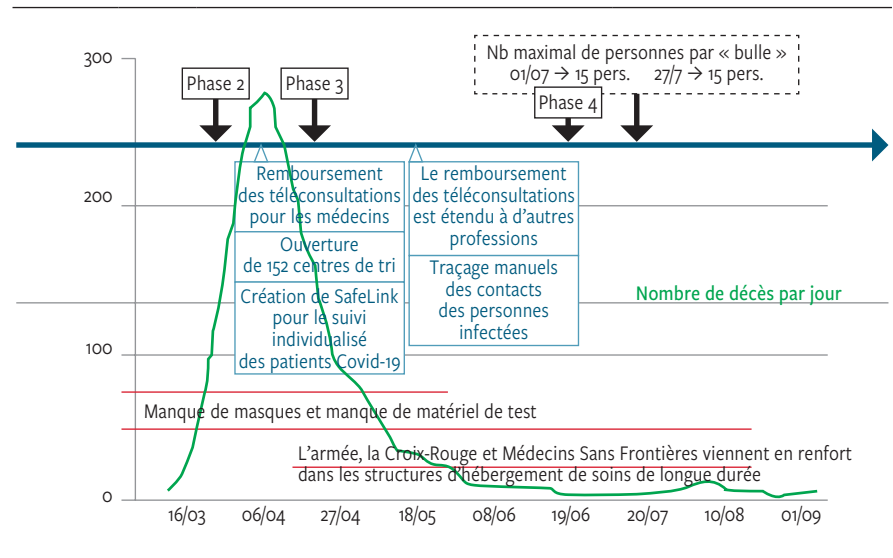 Nb maximal de personnes par « bulle »
01/07 → 15 pers. 27/7 → 15 pers.
Phase 2
Phase 3
Phase 4
300
200
100
0
Remboursement
des téléconsultations
pour les médecins
Ouverture
de 152 centres de tri
Création de SafeLink
pour le suivi
individualisé
des patients Covid-19
Le remboursement
des téléconsultations
est étendu à d'autres
professions
Traçage manuels
des contacts
des personnes
infectées
Nombre de décès par jour
Manque de masques et manque de matériel de test
L'armée, la Croix-Rouge et Médecins Sans Frontières viennent en renfort
dans les structures d'hébergement de soins de longue durée
16/03 06/04 27/04 18/05 08/06 19/06 20/07 10/08 01/09